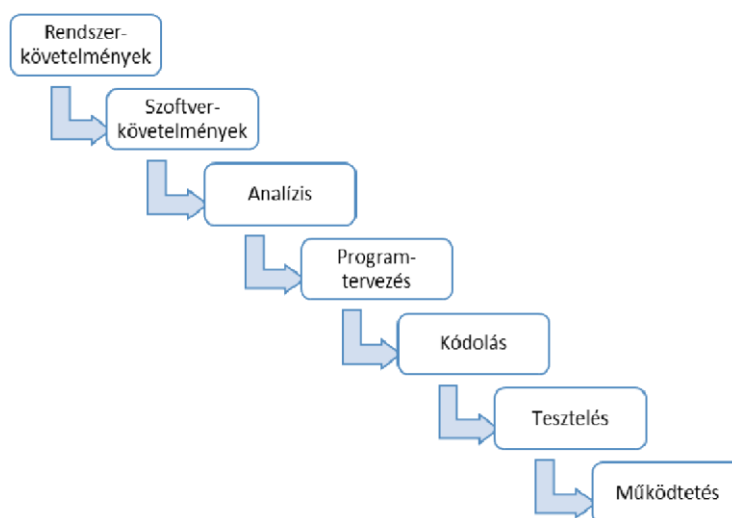 Rendszer-
követelmények
Szoftver-
követelmények
Analízis
Program-
tervezés
Kódolás
Tesztelés
Működtetés